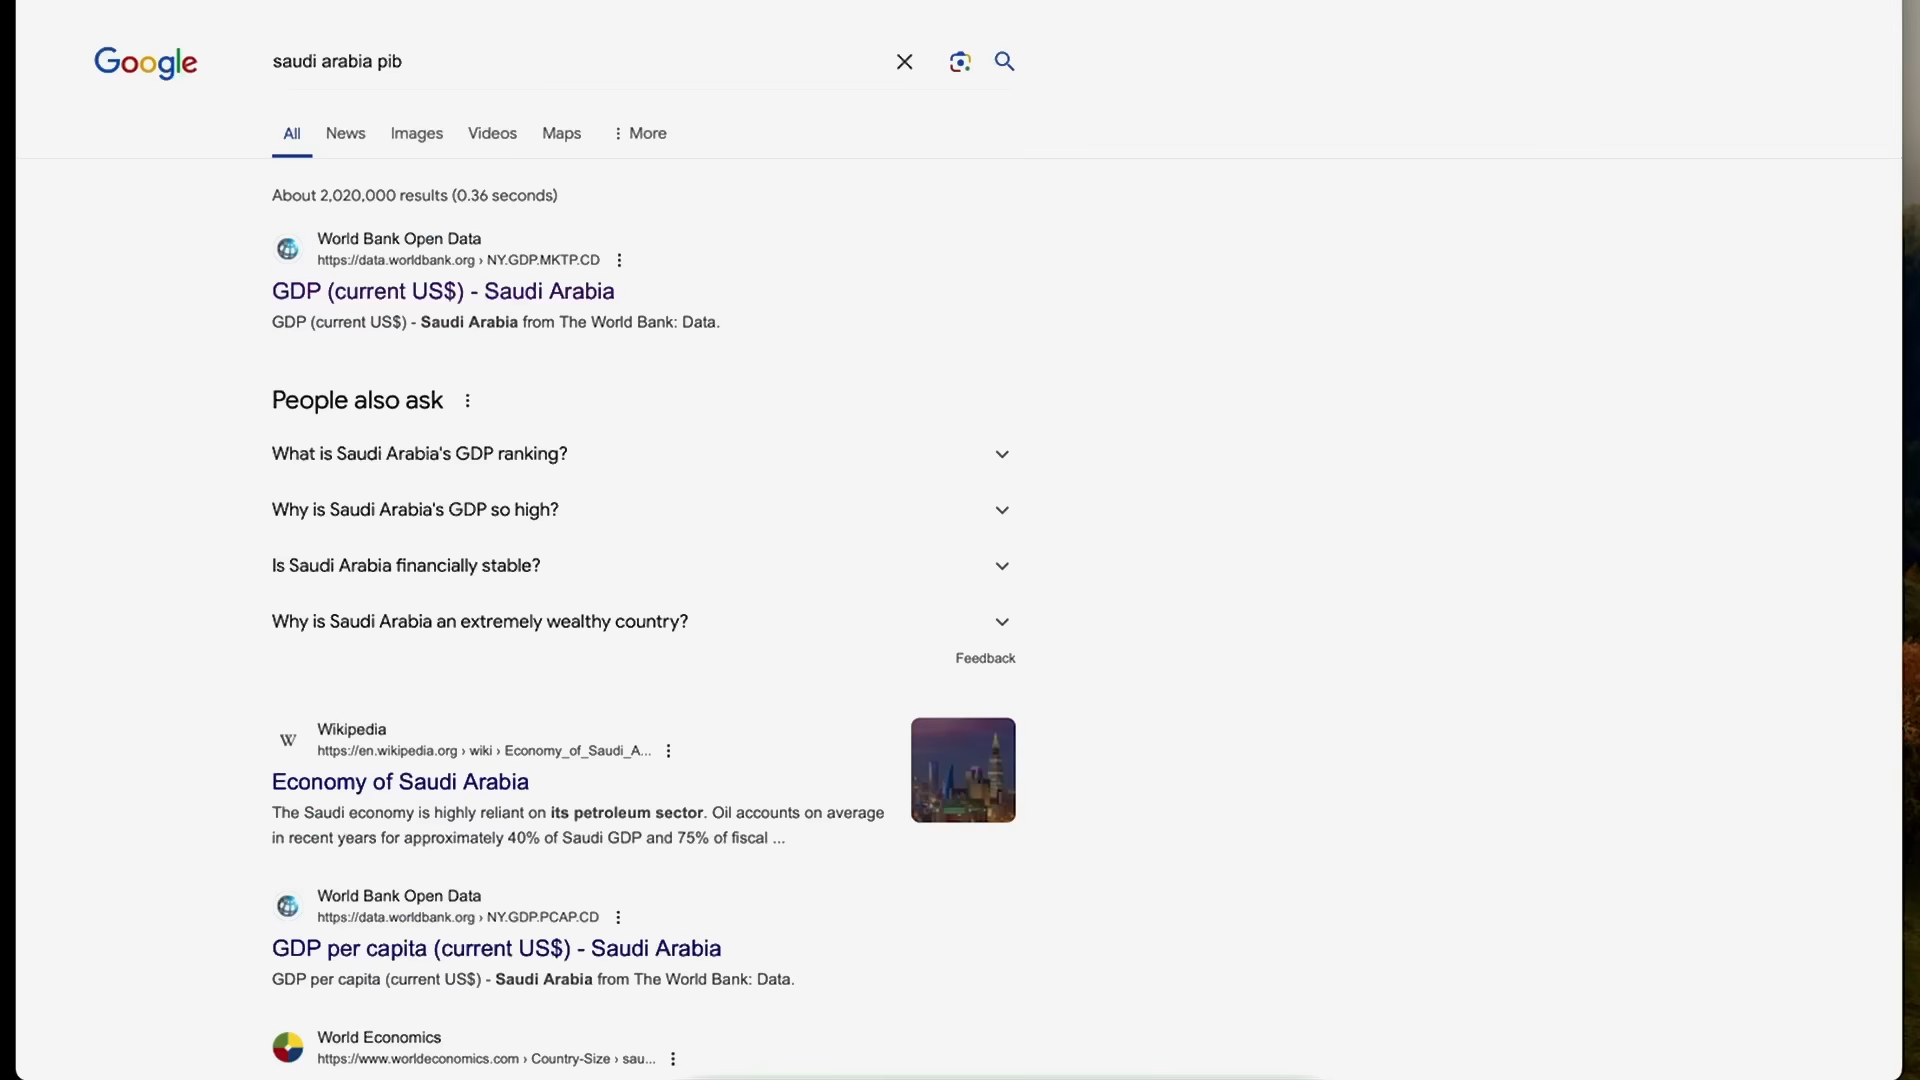 Google
saudi arabia pib
All News Images Videos Maps More
About 2,020,000 results (0.36 seconds)
World Bank Open Data
https://data.worldbank.org › NY.GDP.MKTP.CD
GDP (current US$) - Saudi Arabia
GDP (current US$) - Saudi Arabia from The World Bank: Data.
People also ask
What is Saudi Arabia's GDP ranking?
Why is Saudi Arabia's GDP so high?
Is Saudi Arabia financially stable?
Why is Saudi Arabia an extremely wealthy country?
Feedback
W
Wikipedia
https://en.wikipedia.org › wiki › Economy_of_Saudi_A...
Economy of Saudi Arabia
The Saudi economy is highly reliant on its petroleum sector. Oil accounts on average
in recent years for approximately 40% of Saudi GDP and 75% of fiscal ...
World Bank Open Data
https://data.worldbank.org › NY.GDP.PCAP.CD
GDP per capita (current US$) - Saudi Arabia
GDP per capita (current US$) - Saudi Arabia from The World Bank: Data.
World Economics
https://www.worldeconomics.com › Country-Size › sau...